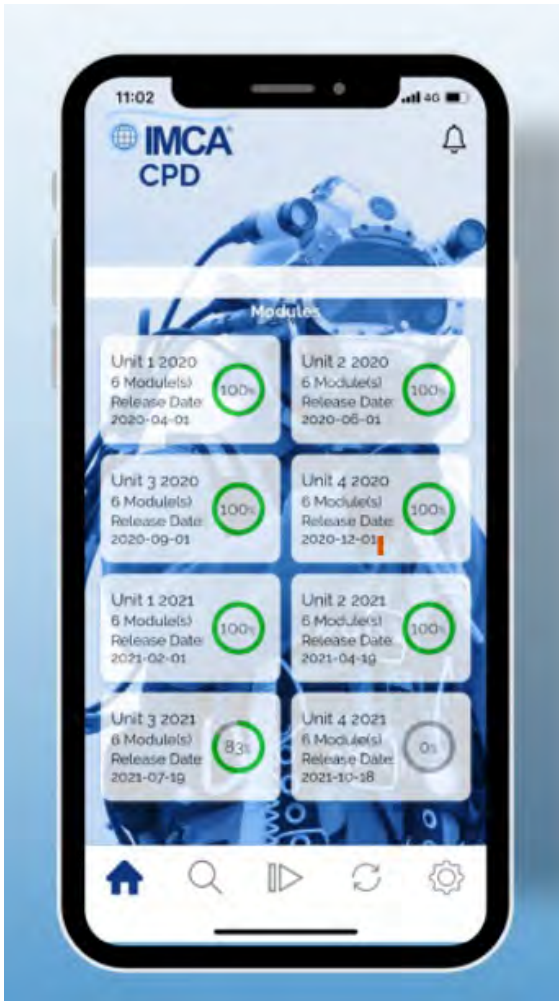 11:02
4G
IMCA
CPD
Modules
Unit 1 2020
6 Module(s)
Release Date:
2020-04-01
100%
Unit 2 2020
6 Module(s)
Release Date:
2020-06-01
100%
Unit 3 2020
6 Module(s)
Release Date:
2020-09-01
100%
Unit 4 2020
6 Module(s)
Release Date:
2020-12-01
100%
Unit 1 2021
6 Module(s)
Release Date:
2021-02-01
100%
Unit 2 2021
6 Module(s)
Release Date:
2021-04-19
100%
Unit 3 2021
6 Module(s)
Release Date:
2021-07-19
83%
Unit 4 2021
6 Module(s)
Release Date:
2021-10-18
0%